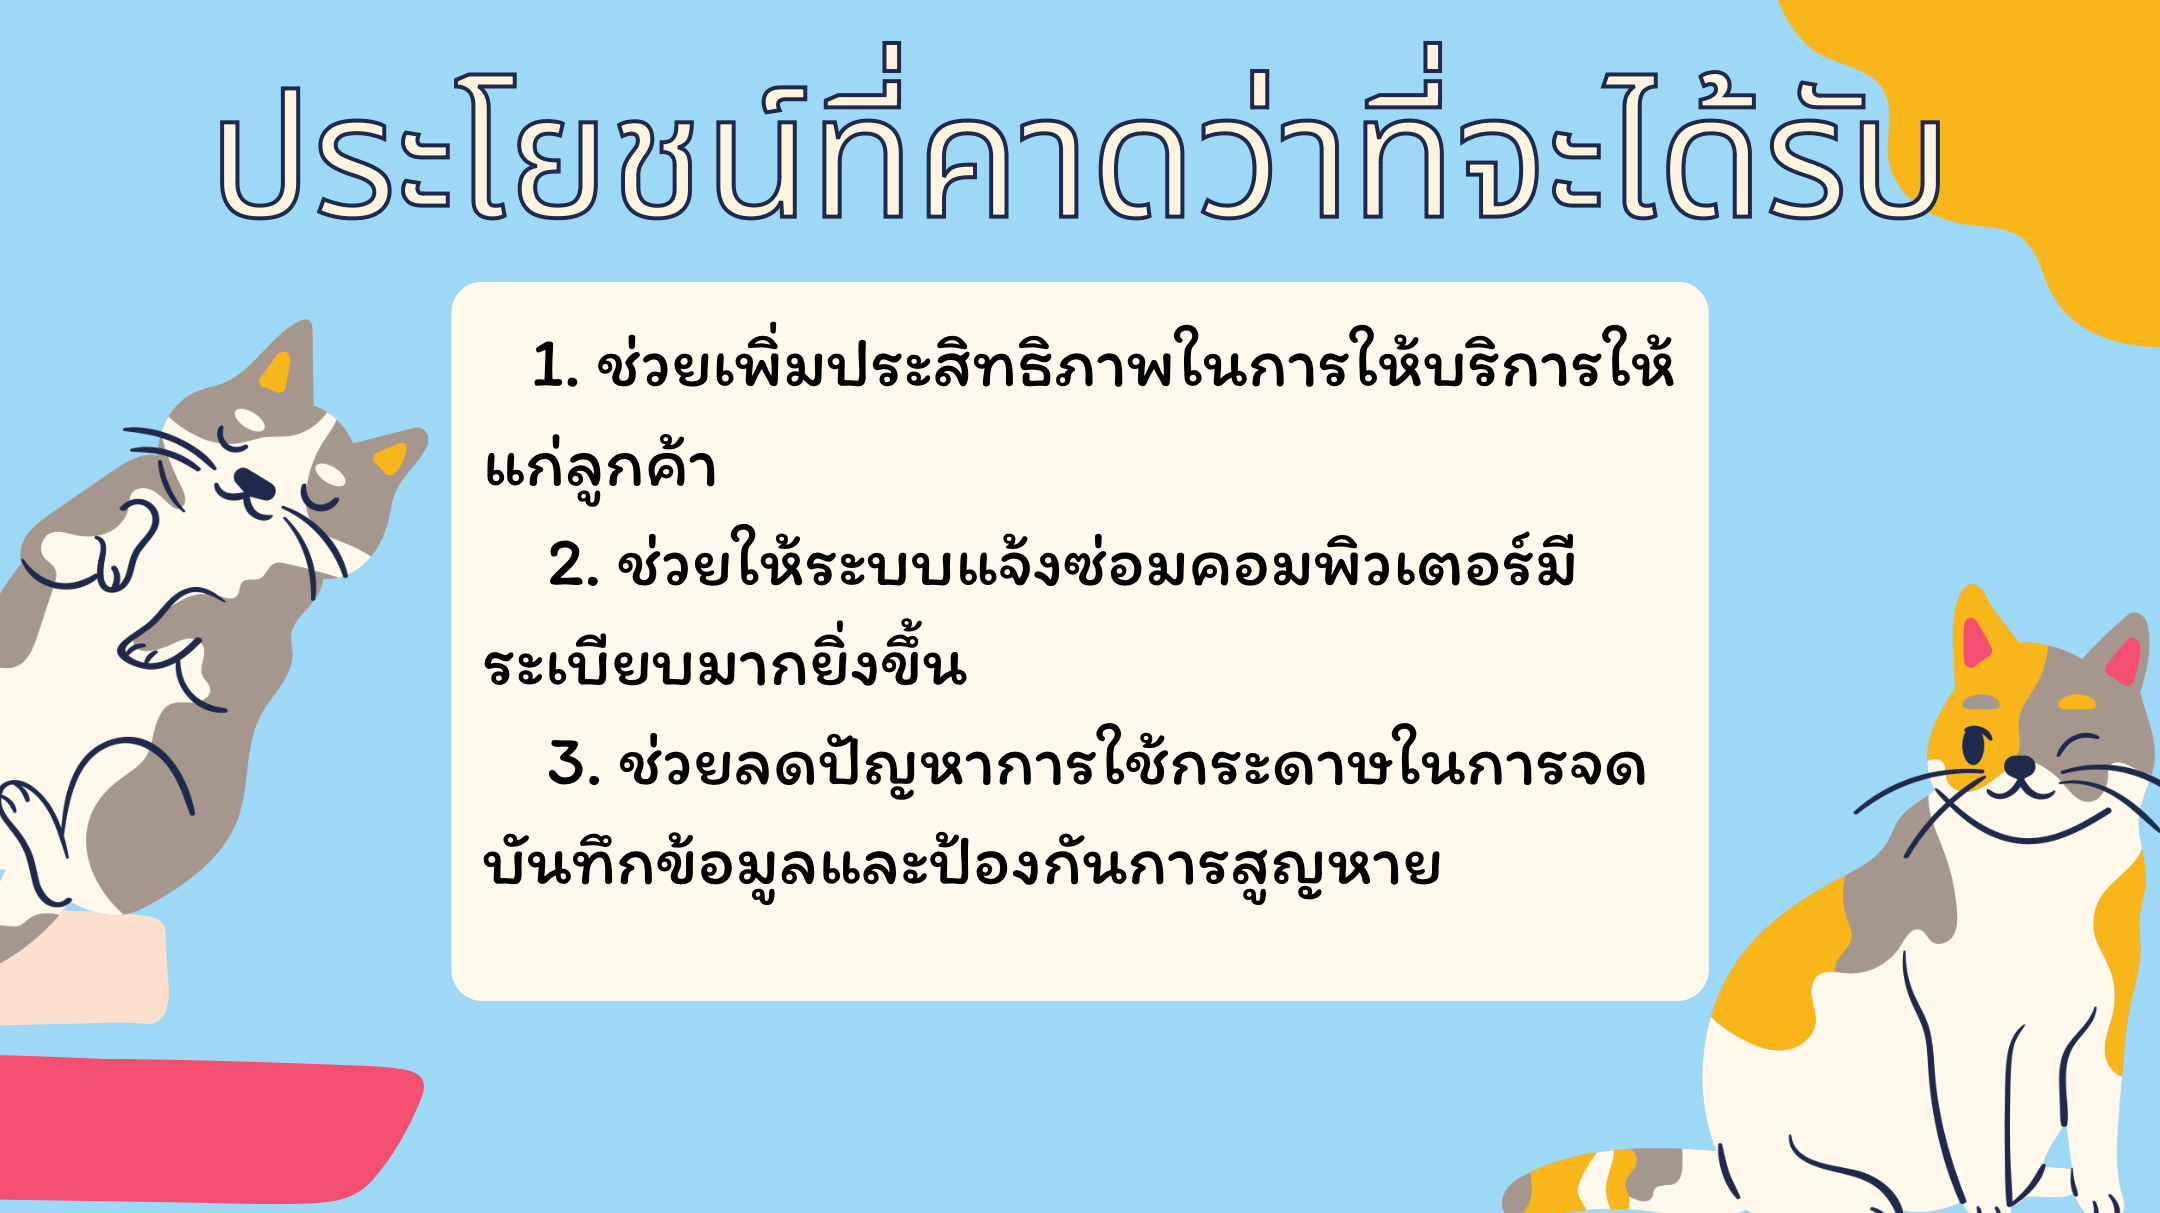 ประโยชน์ที่คาดว่าที่จะได้รับ
1. ช่วยเพิ่มประสิทธิภาพในการให้บริการให้
แก่ลูกค้า
2. ช่วยให้ระบบแจ้งซ่อมคอมพิวเตอร์มี
ระเบียบมากยิ่งขึ้น
3. ช่วยลดปัญหาการใช้กระดาษในการจด
บันทึกข้อมูลและป้องกันการสูญหาย